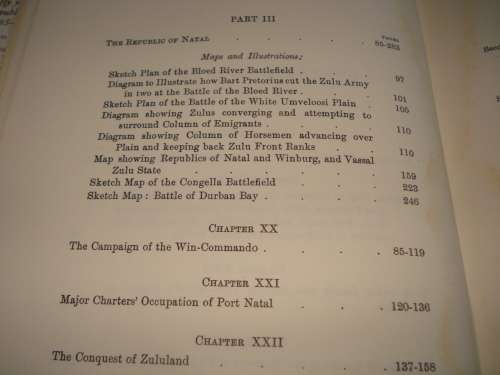 PART III
PAGES
THE REPUBLIC OF NATAL . . . . . 85-283
Maps and Illustrations:
Sketch Plan of the Blood River Battlefield . . . 97
Diagram to Illustrate how Bart Pretorius cut the Zulu Army
in two at the Battle of the Blood River . . . 101
Sketch Plan of the Battle of the White Umveloosi Plain . 105
Diagram showing Zulus converging and attempting to
surround Column of Emigrants . . . . 110
Diagram showing Column of Horsemen advancing over
Plain and keeping back Zulu Front Ranks . . 110
Map showing Republics of Natal and Winburg, and Vassal
Zulu State . . . . . . 159
Sketch Map of the Congella Battlefield . . . 223
Sketch Map: Battle of Durban Bay . . . . 246
CHAPTER XX
The Campaign of the Win-Commando . . . . 85-119
CHAPTER XXI
Major Charters' Occupation of Port Natal . . . 120-136
CHAPTER XXII
The Conquest of Zululand . . . . . 137-158